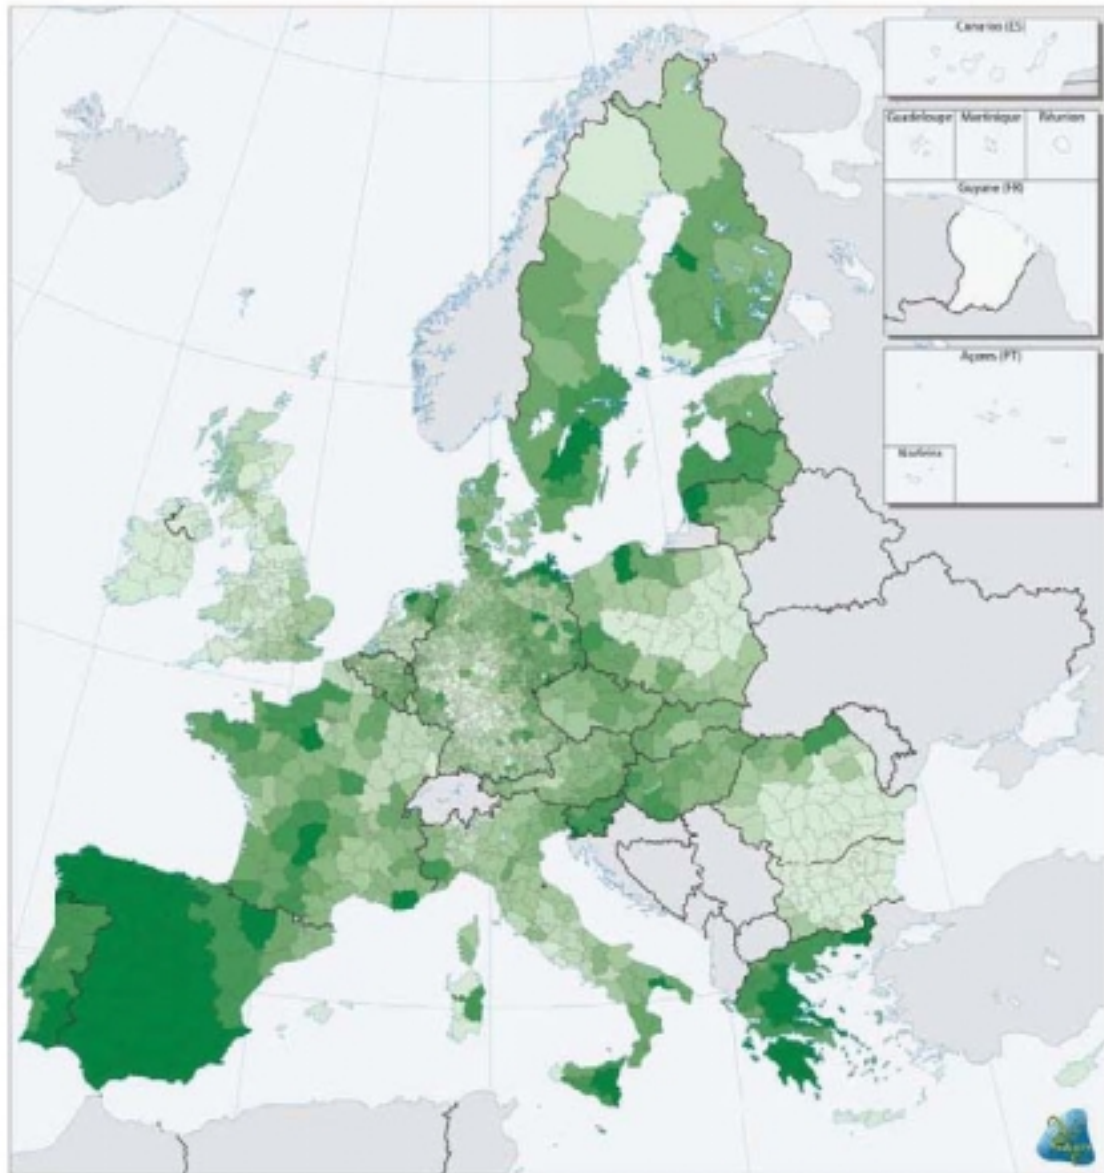 Canarias (ES)
Guadeloupe
Martinique
Réunion
Guyane (FR)
Açores (PT)
Madeira